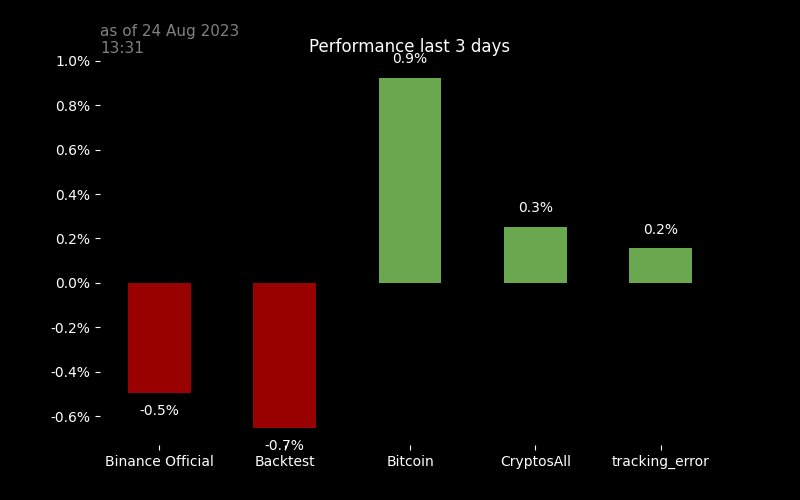 as of 24 Aug 2023
13:31
Performance last 3 days
1.0%
0.8%
0.6%
0.4%
0.2%
0.0%
-0.2%
-0.4%
-0.6%
-0.5%
-0.7%
0.9%
0.3%
0.2%
Binance Official
Backtest
Bitcoin
CryptosAll
tracking_error